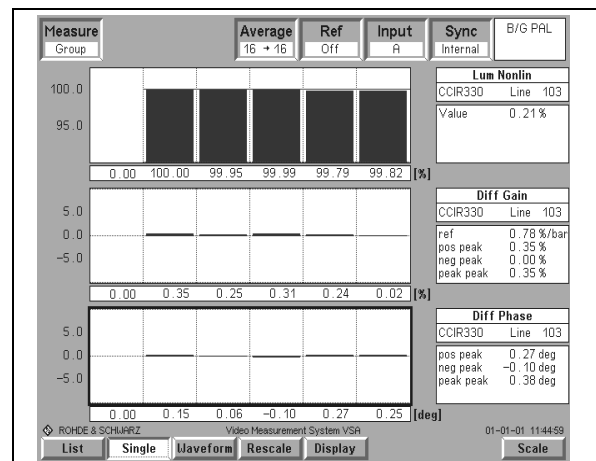 Measure Average Ref Input Sync B/G PAL
Group 16 → 16 Off A Internal
Lum Nonlin
CCIR330 Line 103
Value 0.21 %
100.0
95.0
0.00 100.00 99.95 99.99 99.79 99.82 [%]
Diff Gain
CCIR330 Line 103
ref 0.78 %/bar
pos peak 0.35 %
neg peak 0.00 %
peak peak 0.35 %
5.0
0.0
-5.0
0.00 0.35 0.25 0.31 0.24 0.02 [%]
Diff Phase
CCIR330 Line 103
pos peak 0.27 deg
neg peak -0.10 deg
peak peak 0.38 deg
5.0
0.0
-5.0
0.00 0.15 0.06 -0.10 0.27 0.25 [deg]
ROHDE & SCHWARZ Video Measurement System VSA 01-01-01 11:44:59
List Single Waveform Rescale Display Scale